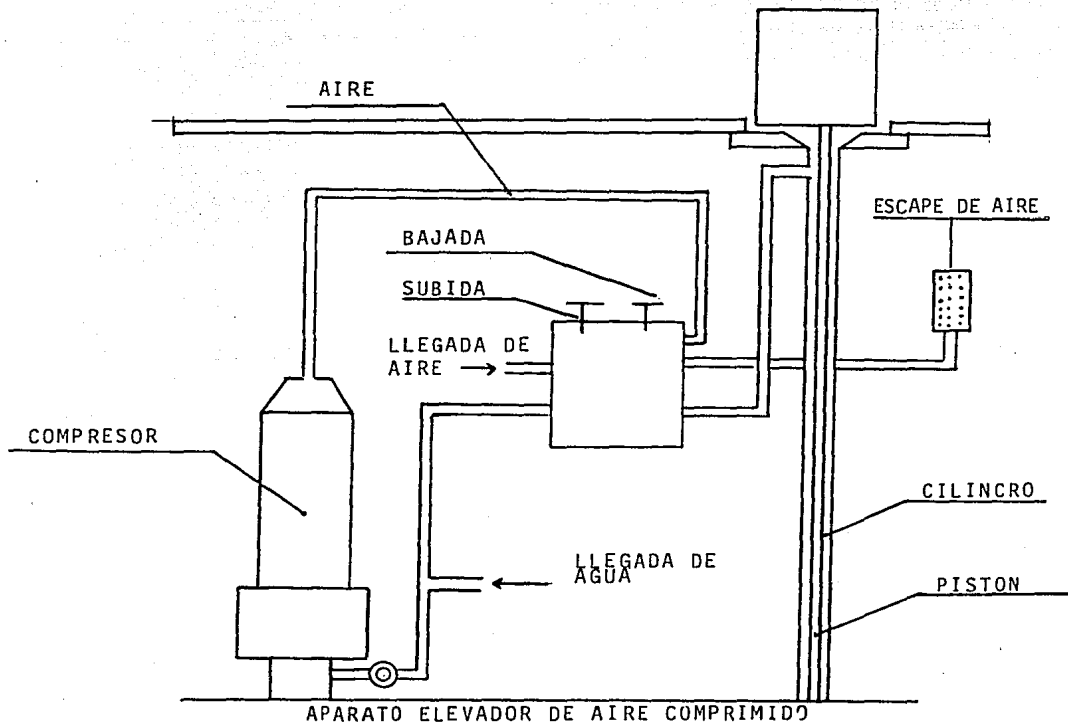 AIRE
ESCAPE DE AIRE
BAJADA
SUBIDA
LLEGADA DE
AIRE
COMPRESOR
CILINCRO
LLEGADA DE
AGUA
PISTON
APARATO ELEVADOR DE AIRE COMPRIMIDO